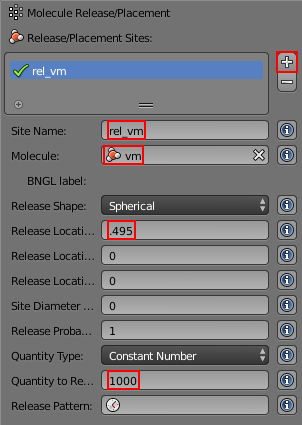 Molecule Release/Placement
Release/Placement Sites:
rel_vm
Site Name: rel_vm
Molecule: vm
BNGL label:
Release Shape: Spherical
Release Locati... .495
Release Locati... 0
Release Locati... 0
Site Diameter ... 0
Release Proba... 1
Quantity Type: Constant Number
Quantity to Re... 1000
Release Pattern: